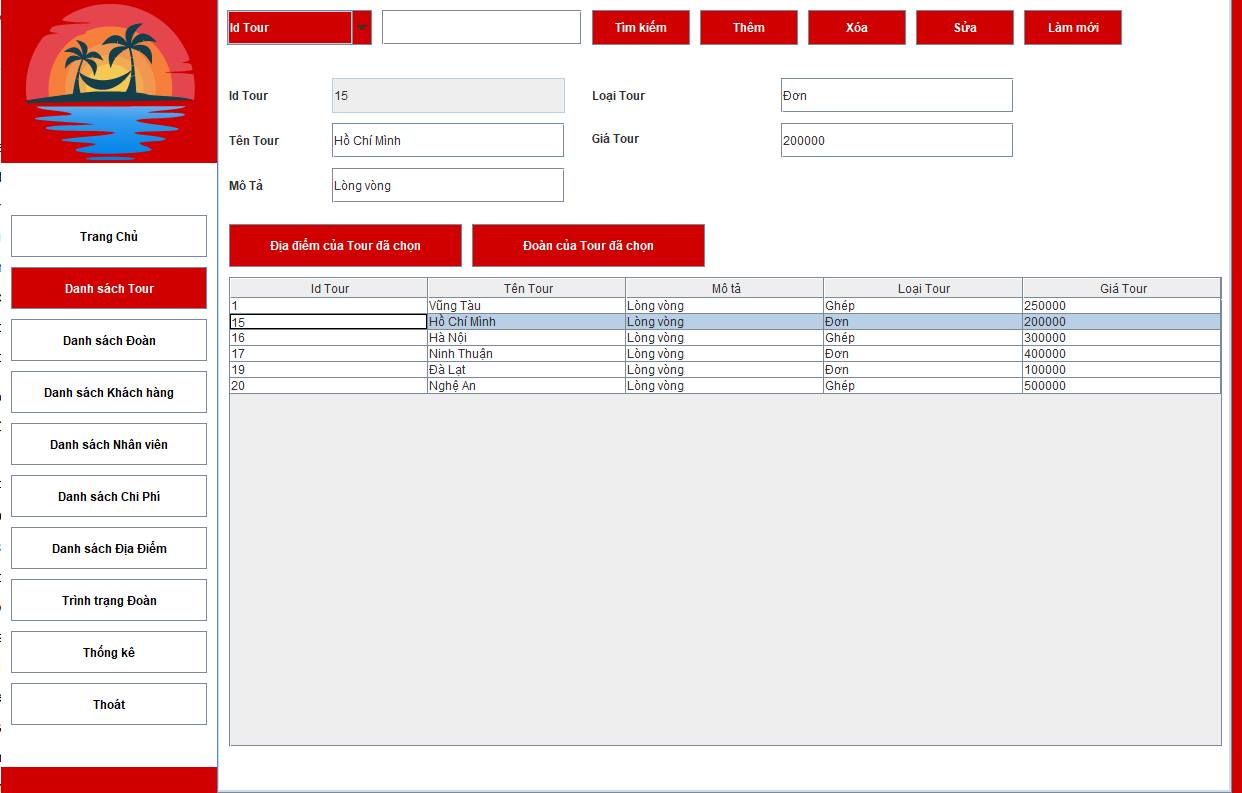 Id Tour Tìm kiếm Thêm Xóa Sửa Làm mới
Id Tour 15 Loại Tour Đơn
Tên Tour Hồ Chí Mình Giá Tour 200000
Mô Tả Lòng vòng
Địa điểm của Tour đã chọn Đoàn của Tour đã chọn
Trang Chủ
Danh sách Tour
Danh sách Đoàn
Danh sách Khách hàng
Danh sách Nhân viên
Danh sách Chi Phí
Danh sách Địa Điểm
Trình trạng Đoàn
Thống kê
Thoát
Id Tour Tên Tour Mô tả Loại Tour Giá Tour
1 Vũng Tàu Lòng vòng Ghép 250000
15 Hồ Chí Mình Lòng vòng Đơn 200000
16 Hà Nội Lòng vòng Ghép 300000
17 Ninh Thuận Lòng vòng Đơn 400000
19 Đà Lạt Lòng vòng Đơn 100000
20 Nghệ An Lòng vòng Ghép 500000